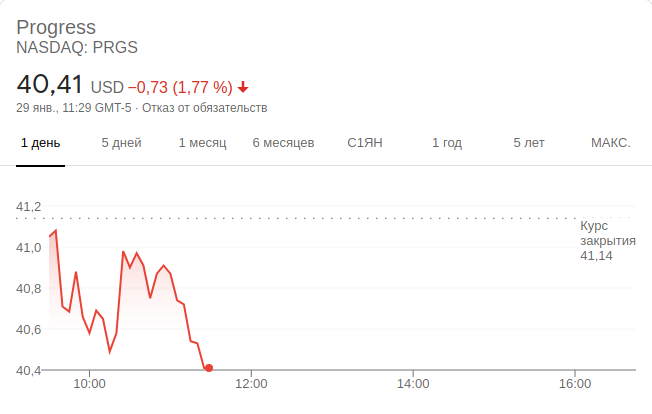 Progress
NASDAQ: PRGS
40,41 USD −0,73 (1,77 %)
29 янв., 11:29 GMT-5 · Отказ от обязательств
1 день 5 дней 1 месяц 6 месяцев С1ЯН 1 год 5 лет МАКС.
41,2
Курс
закрытия
41,14
41,0
40,8
40,6
40,4
10:00 12:00 14:00 16:00